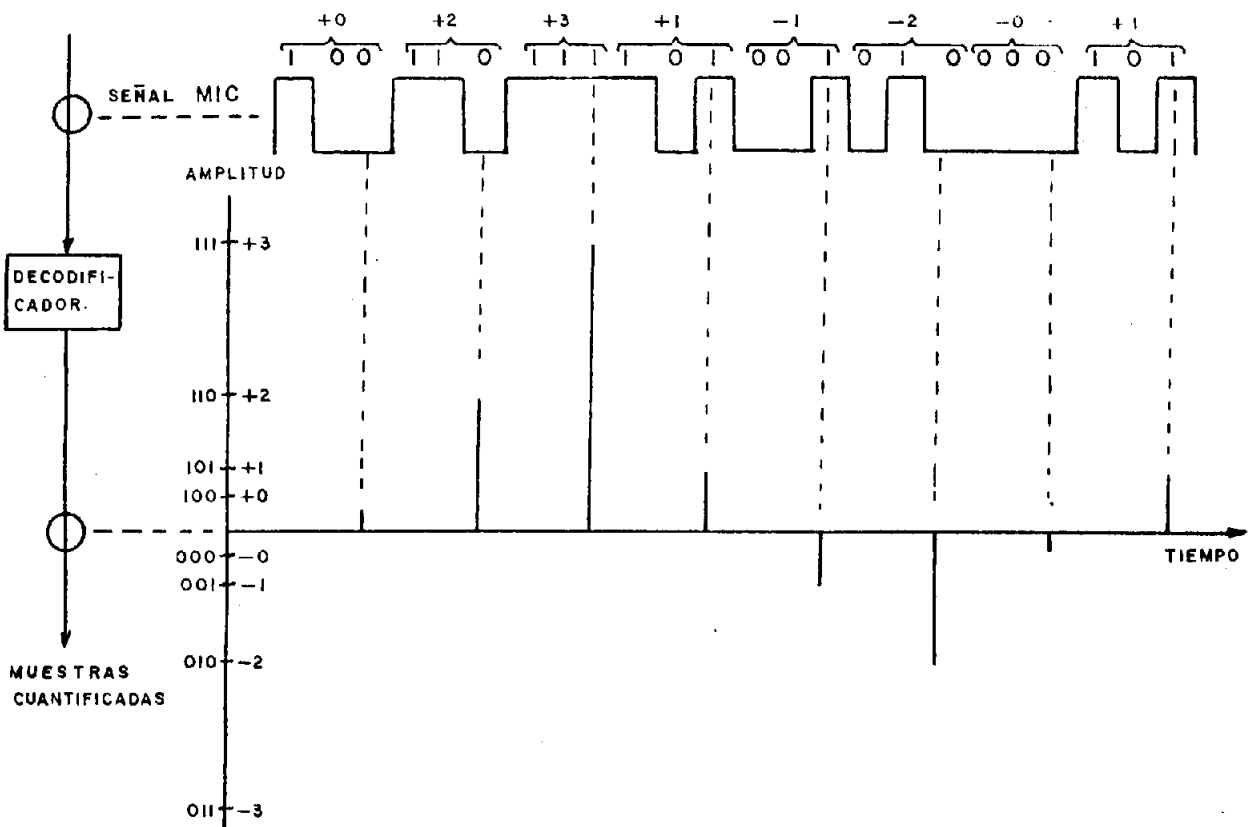 +0 +2 +3 +1 -1 -2 -0 +1
1 0 0 1 1 0 1 1 1 1 0 1 0 0 1 0 1 0 0 0 0 1 0 1
SEÑAL MIC
AMPLITUD
111 +3
DECODIFI-
CADOR.
110 +2
101 +1
100 +0
000 -0
TIEMPO
001 -1
010 -2
MUESTRAS
CUANTIFICADAS
011 -3